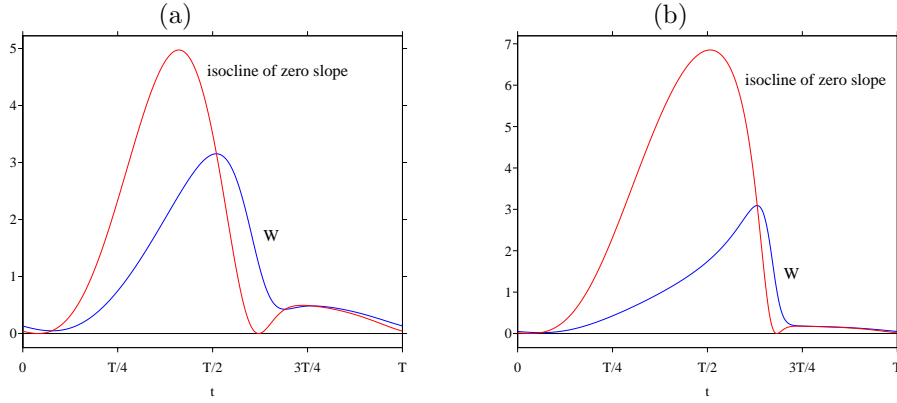 (a)
5
4
3
2
1
0
isocline of zero slope
W
0 T/4 T/2 3T/4 T
t
(b)
7
6
5
4
3
2
1
0
isocline of zero slope
W
0 T/4 T/2 3T/4 T
t